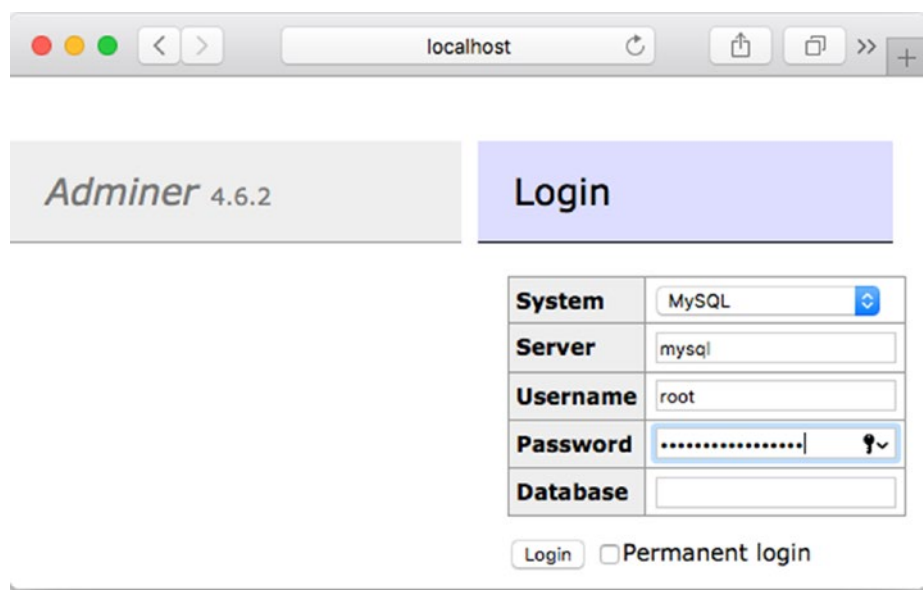 localhost
Adminer 4.6.2
Login
System MySQL
Server mysql
Username root
Password •••••••••••••••••
Database
Login Permanent login